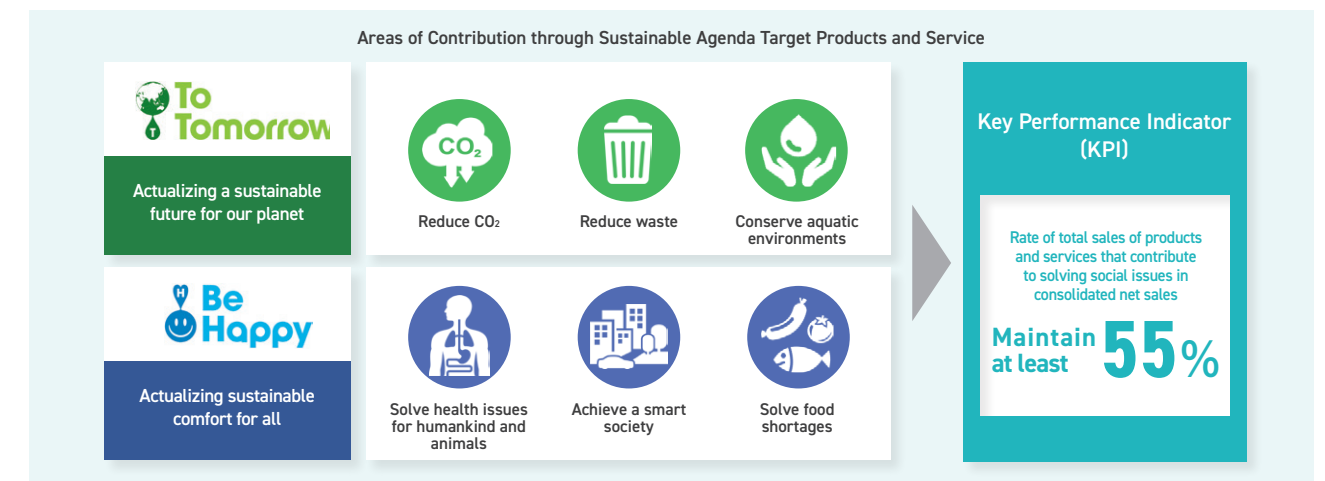 Areas of Contribution through Sustainable Agenda Target Products and Service
To
Tomorrow
T
Actualizing a sustainable
future for our planet
CO₂
Reduce CO₂
Reduce waste
Conserve aquatic
environments
H
Be
Happy
Actualizing sustainable
comfort for all
Solve health issues
for humankind and
animals
Achieve a smart
society
Solve food
shortages
Key Performance Indicator
(KPI)
Rate of total sales of products
and services that contribute
to solving social issues in
consolidated net sales
Maintain
at least
55%